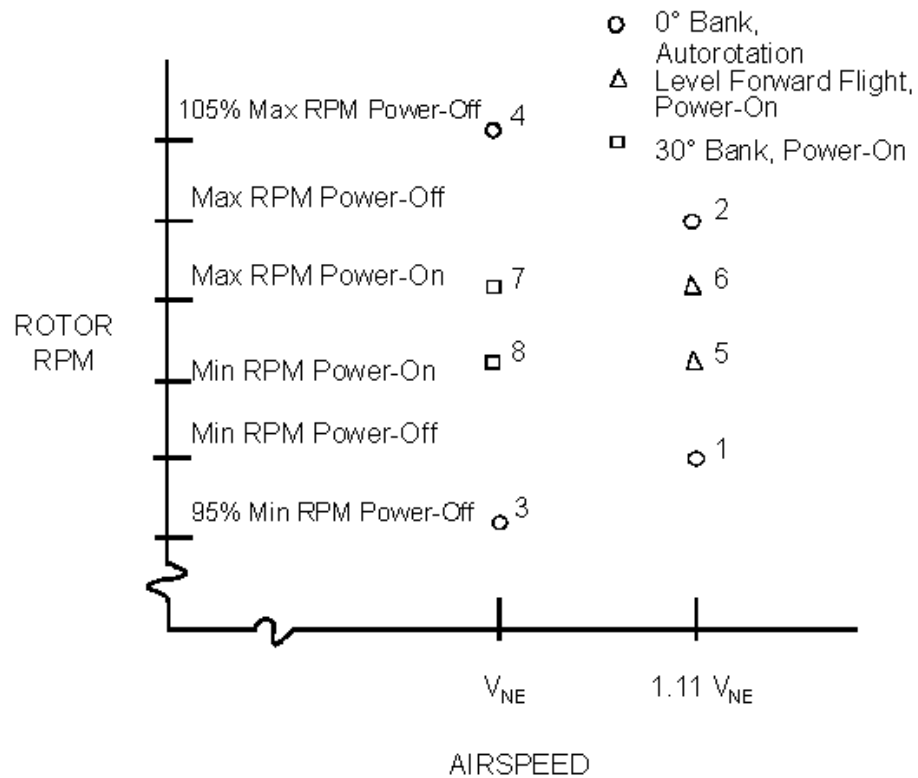 0° Bank,
Autorotation
Level Forward Flight,
Power-On
30° Bank, Power-On
105% Max RPM Power-Off
4
Max RPM Power-Off
2
Max RPM Power-On
7
6
ROTOR
RPM
Min RPM Power-On
8
5
Min RPM Power-Off
1
95% Min RPM Power-Off
3
VNE
1.11 VNE
AIRSPEED